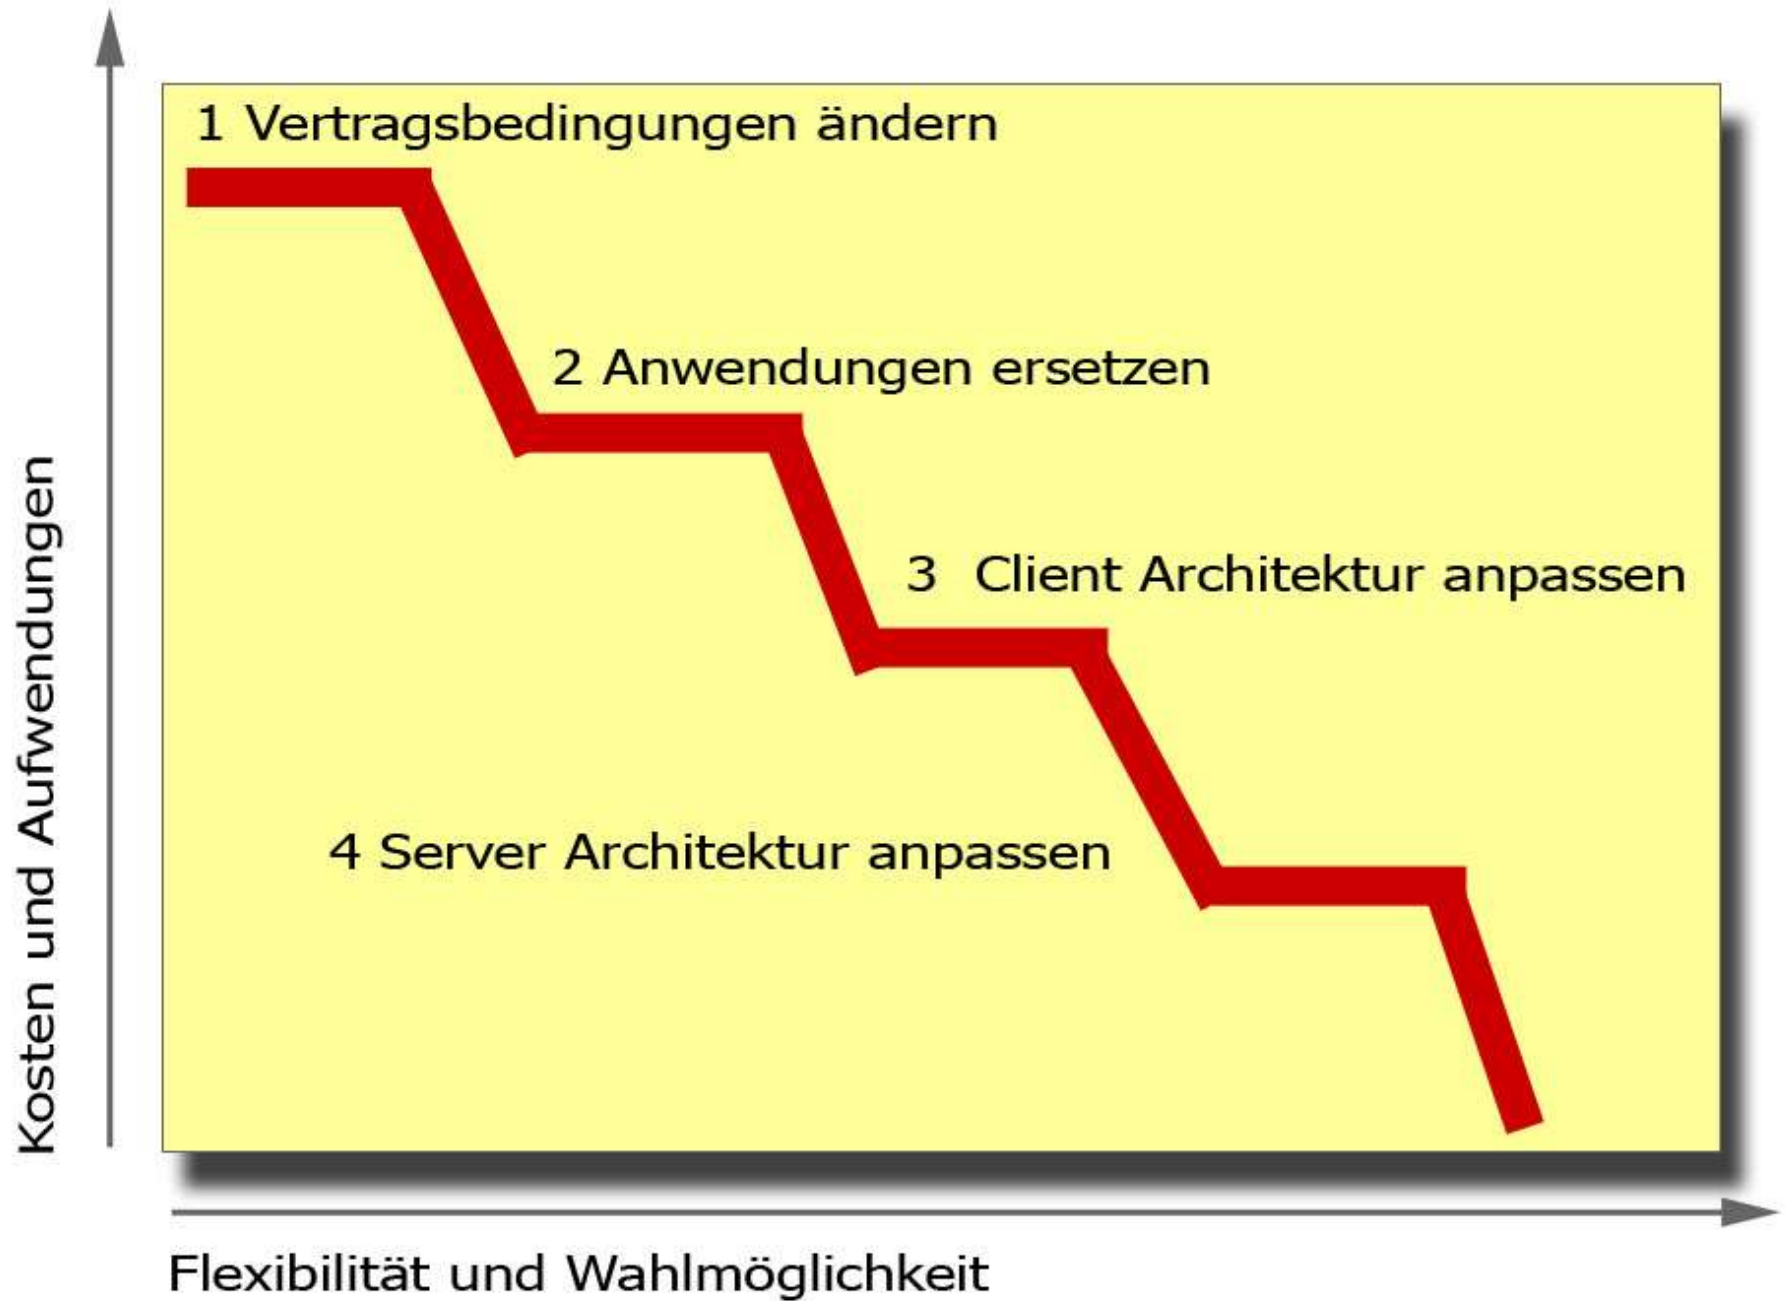 1 Vertragsbedingungen ändern
2 Anwendungen ersetzen
3 Client Architektur anpassen
4 Server Architektur anpassen
Kosten und Aufwendungen
Flexibilität und Wahlmöglichkeit